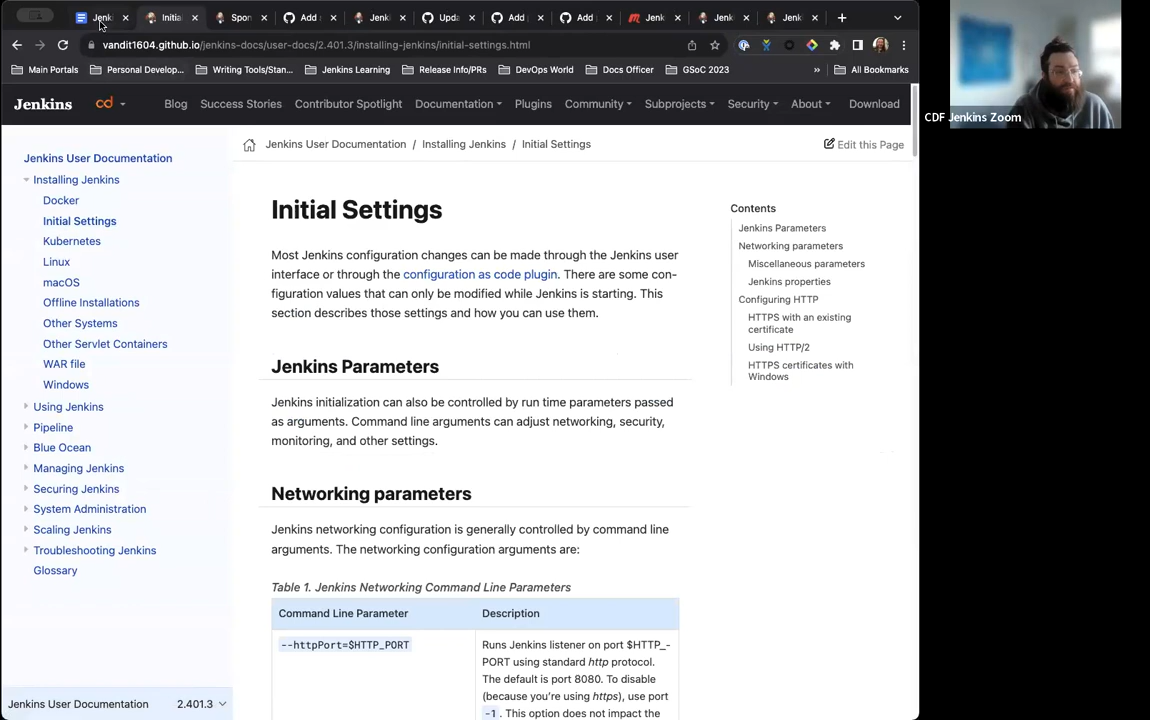 Jenki
Initia
Spon
Add
Jenki
Upda
Add
Add
Jenk
Jenki
Jenki
vandit1604.github.io/jenkins-docs/user-docs/2.401.3/installing-jenkins/initial-settings.html
Main Portals
Personal Develop...
Writing Tools/Stan...
Jenkins Learning
Release Info/PRs
DevOps World
Docs Officer
GSoC 2023
»
All Bookmarks
CDF Jenkins Zoom
Jenkins
cd
Blog
Success Stories
Contributor Spotlight
Documentation
Plugins
Community
Subprojects
Security
About
Download
Jenkins User Documentation / Installing Jenkins / Initial Settings
Edit this Page
Jenkins User Documentation
Installing Jenkins
Docker
Initial Settings
Kubernetes
Linux
macOS
Offline Installations
Other Systems
Other Servlet Containers
WAR file
Windows
Using Jenkins
Pipeline
Blue Ocean
Managing Jenkins
Securing Jenkins
System Administration
Scaling Jenkins
Troubleshooting Jenkins
Glossary
Jenkins User Documentation
2.401.3
Initial Settings
Most Jenkins configuration changes can be made through the Jenkins user
interface or through the configuration as code plugin. There are some con-
figuration values that can only be modified while Jenkins is starting. This
section describes those settings and how you can use them.
Jenkins Parameters
Jenkins initialization can also be controlled by run time parameters passed
as arguments. Command line arguments can adjust networking, security,
monitoring, and other settings.
Networking parameters
Jenkins networking configuration is generally controlled by command line
arguments. The networking configuration arguments are:
Table 1. Jenkins Networking Command Line Parameters
Command Line Parameter
Description
--httpPort=$HTTP_PORT
Runs Jenkins listener on port $HTTP_-
PORT using standard http protocol.
The default is port 8080. To disable
(because you're using https), use port
-1. This option does not impact the
Contents
Jenkins Parameters
Networking parameters
Miscellaneous parameters
Jenkins properties
Configuring HTTP
HTTPS with an existing
certificate
Using HTTP/2
HTTPS certificates with
Windows